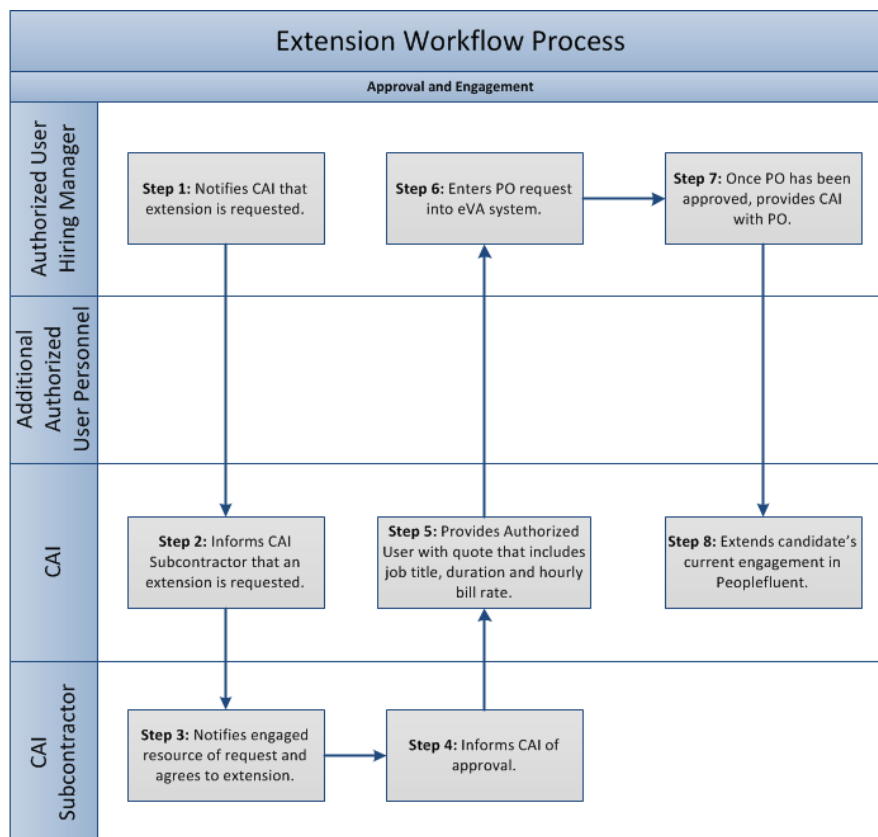 Extension Workflow Process
Approval and Engagement
Authorized User
Hiring Manager
Step 1: Notifies CAI that
extension is requested.
Step 6: Enters PO request
into eVA system.
Step 7: Once PO has been
approved, provides CAI
with PO.
Additional
Authorized
User Personnel
CAI
Step 2: Informs CAI
Subcontractor that an
extension is requested.
Step 5: Provides Authorized
User with quote that includes
job title, duration and hourly
bill rate.
Step 8: Extends candidate’s
current engagement in
Peoplefluent.
CAI
Subcontractor
Step 3: Notifies engaged
resource of request and
agrees to extension.
Step 4: Informs CAI of
approval.